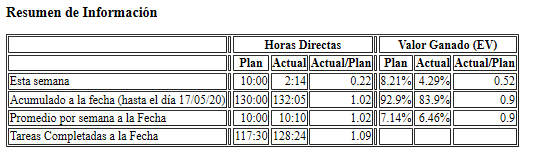 Resumen de Información
Horas Directas Valor Ganado (EV)
Plan Actual Actual/Plan Plan Actual Actual/Plan
Esta semana 10:00 2:14 0.22 8.21% 4.29% 0.52
Acumulado a la fecha (hasta el día 17/05/20) 130:00 132:05 1.02 92.9% 83.9% 0.9
Promedio por semana a la Fecha 10:00 10:10 1.02 7.14% 6.46% 0.9
Tareas Completadas a la Fecha 117:30 128:24 1.09